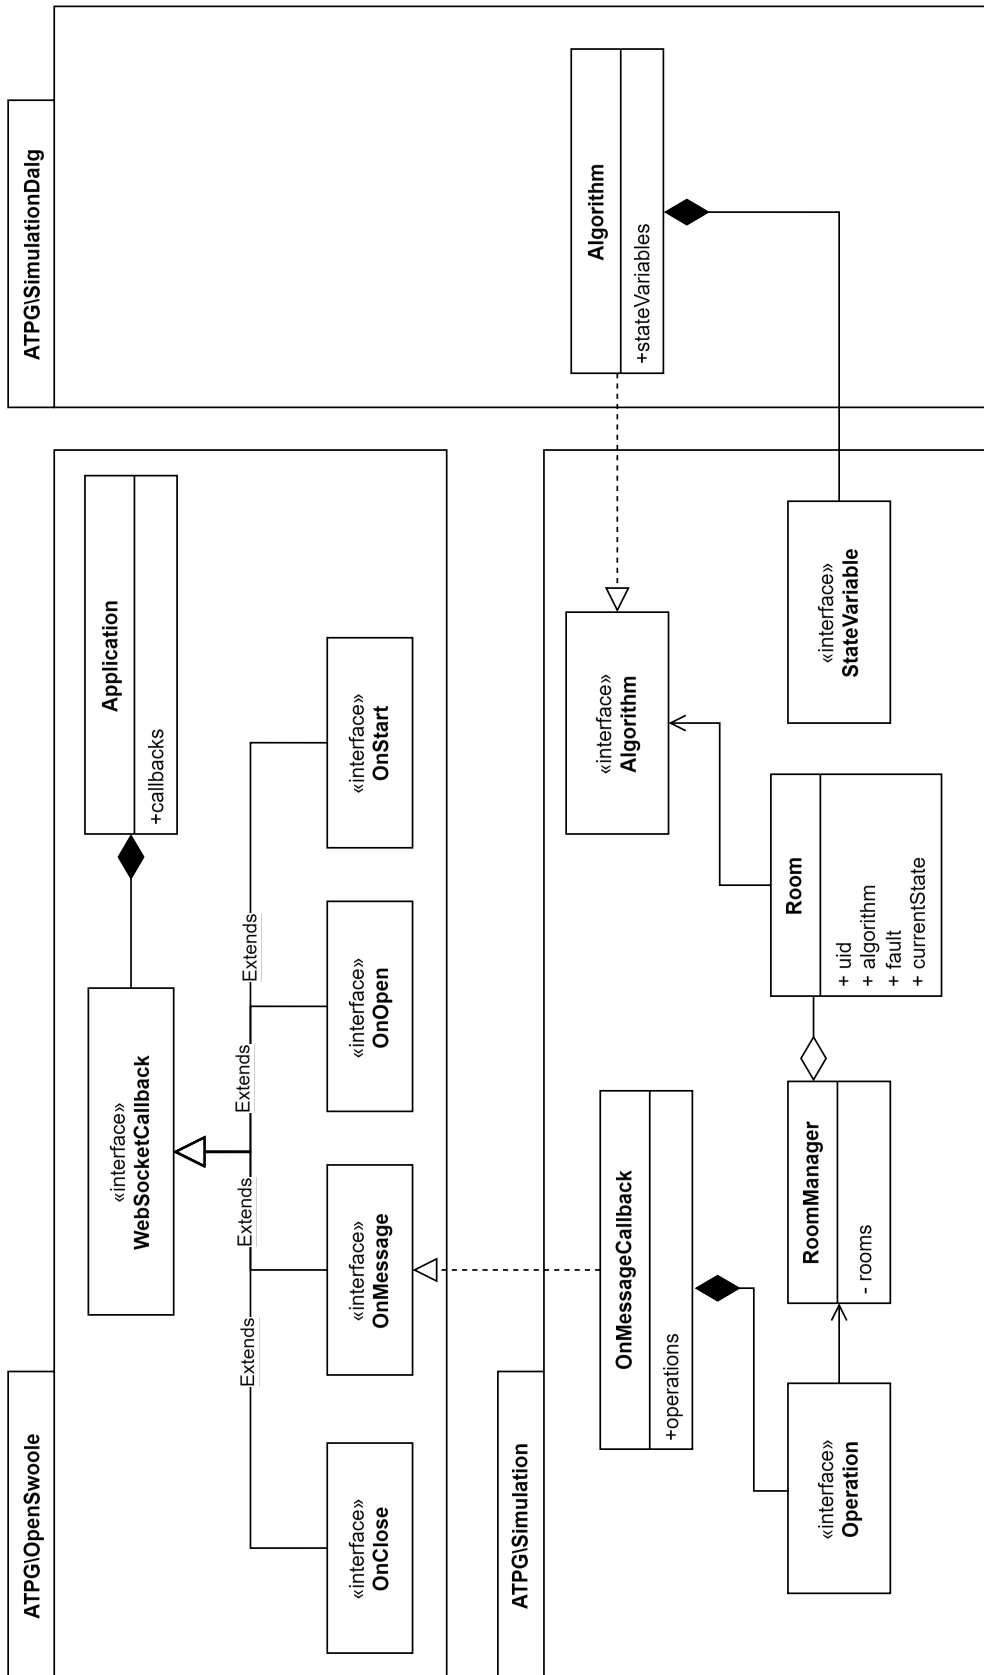 ATPG\OpenSwoole
«interface»
WebSocketCallback
Application
+callbacks
Extends
Extends
Extends
Extends
«interface»
OnClose
«interface»
OnMessage
«interface»
OnOpen
«interface»
OnStart
ATPG\SimulationDalg
Algorithm
+stateVariables
ATPG\Simulation
OnMessageCallback
+operations
«interface»
Algorithm
«interface»
Operation
RoomManager
- rooms
Room
+ uid
+ algorithm
+ fault
+ currentState
«interface»
StateVariable